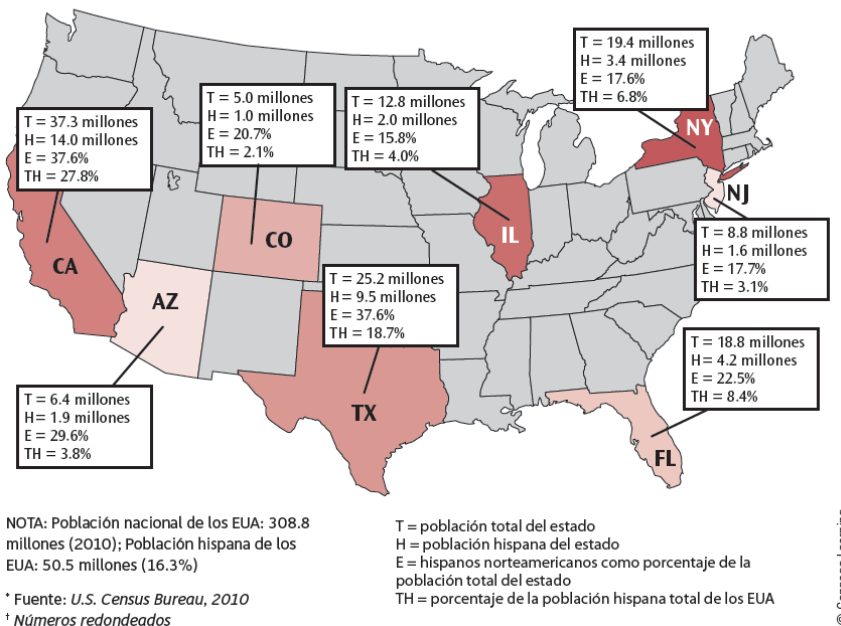 T = 19.4 millones
H = 3.4 millones
E = 17.6%
TH = 6.8%
NY
T = 5.0 millones
H = 1.0 millones
E = 20.7%
TH = 2.1%
T = 12.8 millones
H = 2.0 millones
E = 15.8%
TH = 4.0%
T = 37.3 millones
H = 14.0 millones
E = 37.6%
TH = 27.8%
NJ
IL
CO
CA
T = 8.8 millones
H = 1.6 millones
E = 17.7%
TH = 3.1%
T = 25.2 millones
H = 9.5 millones
E = 37.6%
TH = 18.7%
AZ
T = 18.8 millones
H = 4.2 millones
E = 22.5%
TH = 8.4%
T = 6.4 millones
H = 1.9 millones
E = 29.6%
TH = 3.8%
TX
FL
NOTA: Población nacional de los EUA: 308.8
millones (2010); Población hispana de los
EUA: 50.5 millones (16.3%)
* Fuente: U.S. Census Bureau, 2010
† Números redondeados
T = población total del estado
H = población hispana del estado
E = hispanos norteamericanos como porcentaje de la
población total del estado
TH = porcentaje de la población hispana total de los EUA